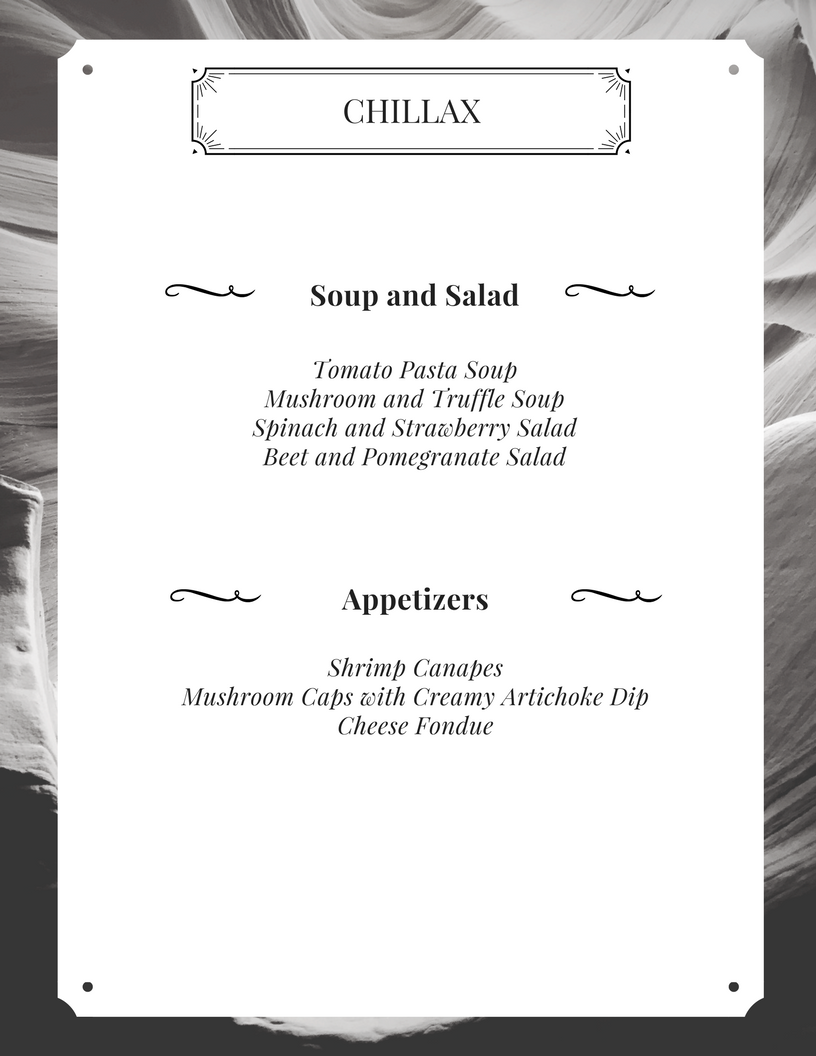 CHILLAX
Soup and Salad
Tomato Pasta Soup
Mushroom and Truffle Soup
Spinach and Strawberry Salad
Beet and Pomegranate Salad
Appetizers
Shrimp Canapes
Mushroom Caps with Creamy Artichoke Dip
Cheese Fondue